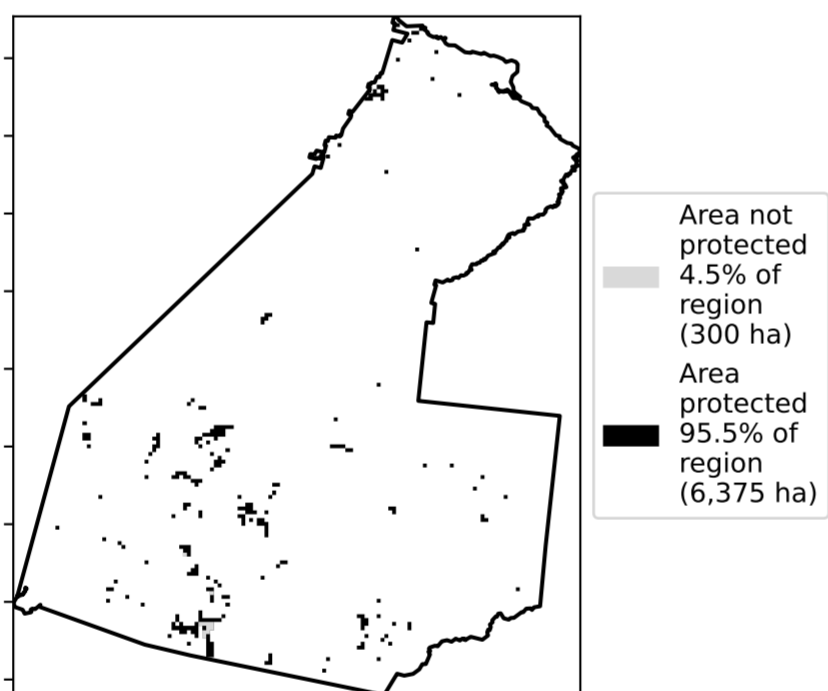 Area not
protected
4.5% of
region
(300 ha)
Area
protected
95.5% of
region
(6,375 ha)